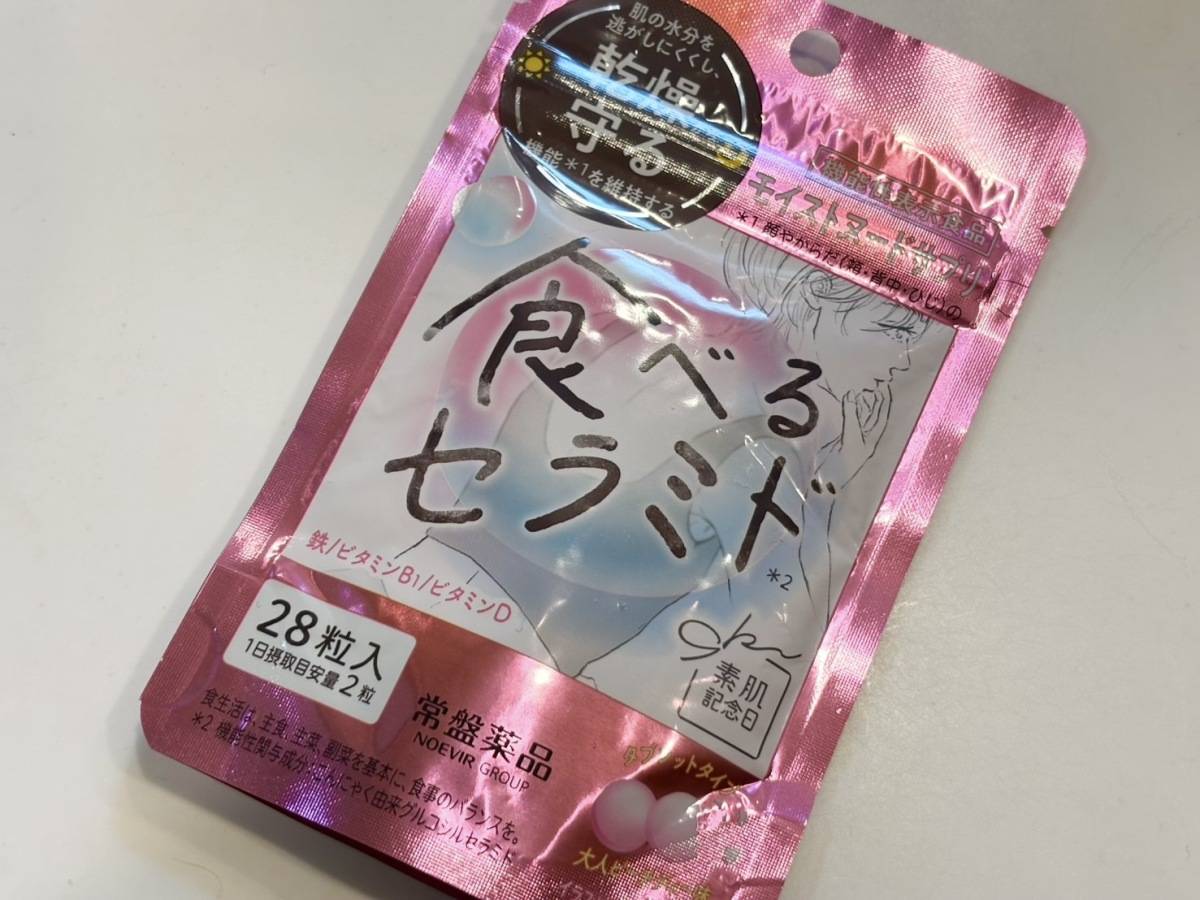 肌の水分を
逃がしにくくし、
乾燥
守る
機能*1を維持する
機能性表示食品
モイストヌードサプリ
*1 顔やからだ(頬・背中・ひじ)の
食べる
セラミド
*2
鉄/ビタミンB1/ビタミンD
28粒入
1日摂取目安量2粒
素肌
記念日
常盤薬品
NOEVIR GROUP
食生活は、主食、主菜、副菜を基本に、食事のバランスを。
*2 機能性関与成分 こんにゃく由来グルコシルセラミド
タブレットタイプ
大人
イラ